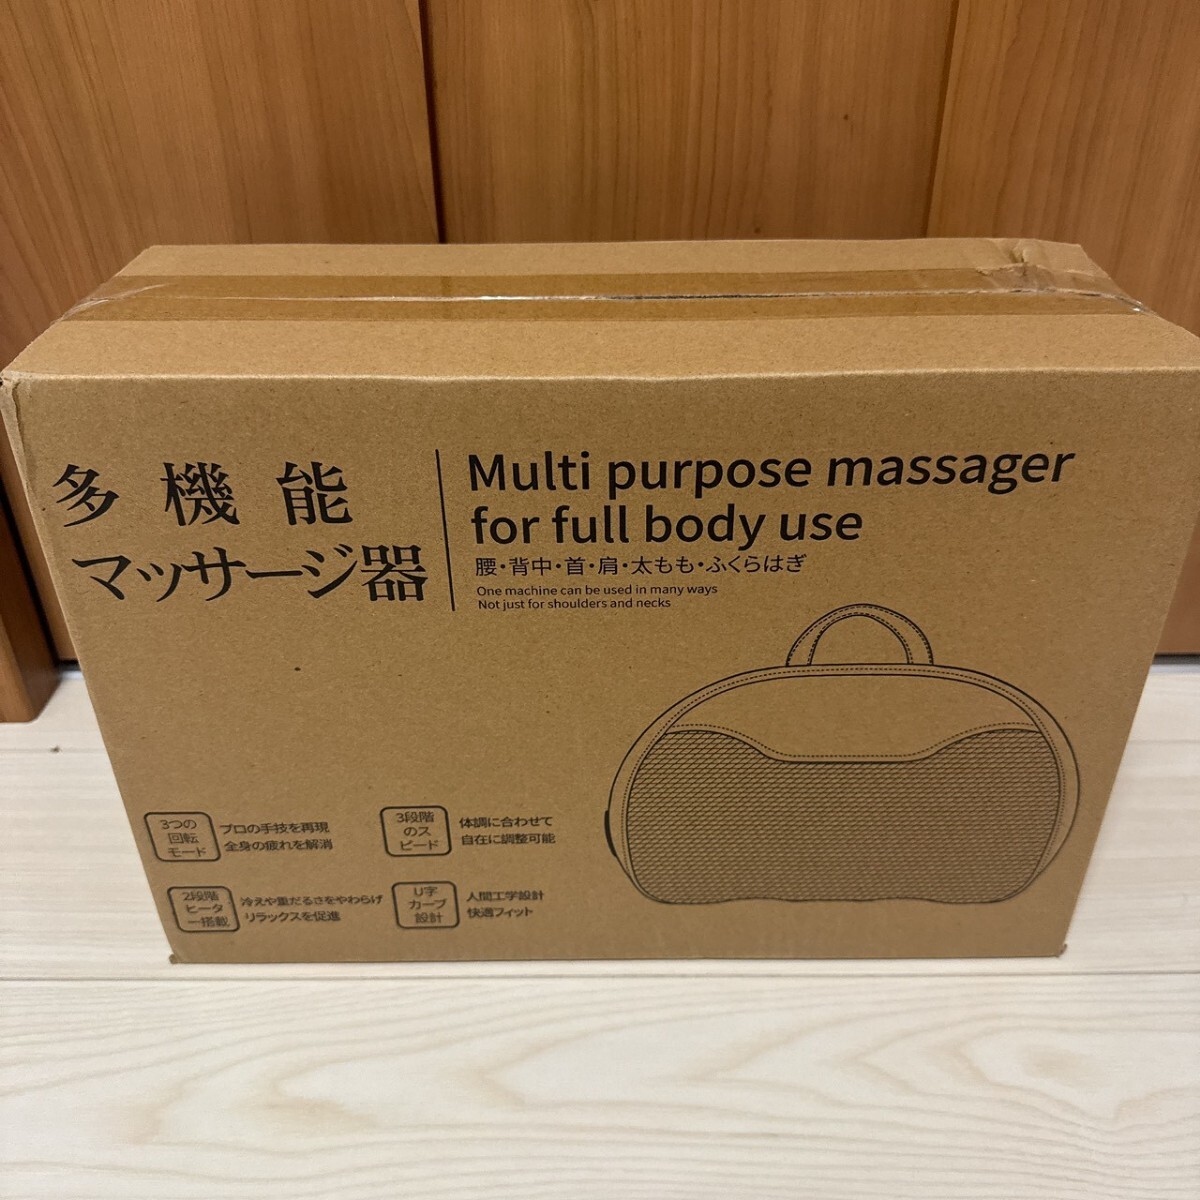 多機能
マッサージ器
Multi purpose massager
for full body use
腰・背中・首・肩・太もも・ふくらはぎ
One machine can be used in many ways
Not just for shoulders and necks
3つの
回転
モード
プロの手技を再現
全身の疲れを解消
3段階
のス
ピード
体調に合わせて
自在に調整可能
2段階
ヒータ
ー搭載
冷えや重だるさをやわらげ
リラックスを促進
U字
カーブ
設計
人間工学設計
快適フィット